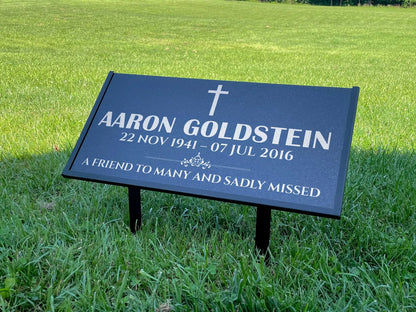 AARON GOLDSTEIN
22 NOV 1941 – 07 JUL 2016
A FRIEND TO MANY AND SADLY MISSED